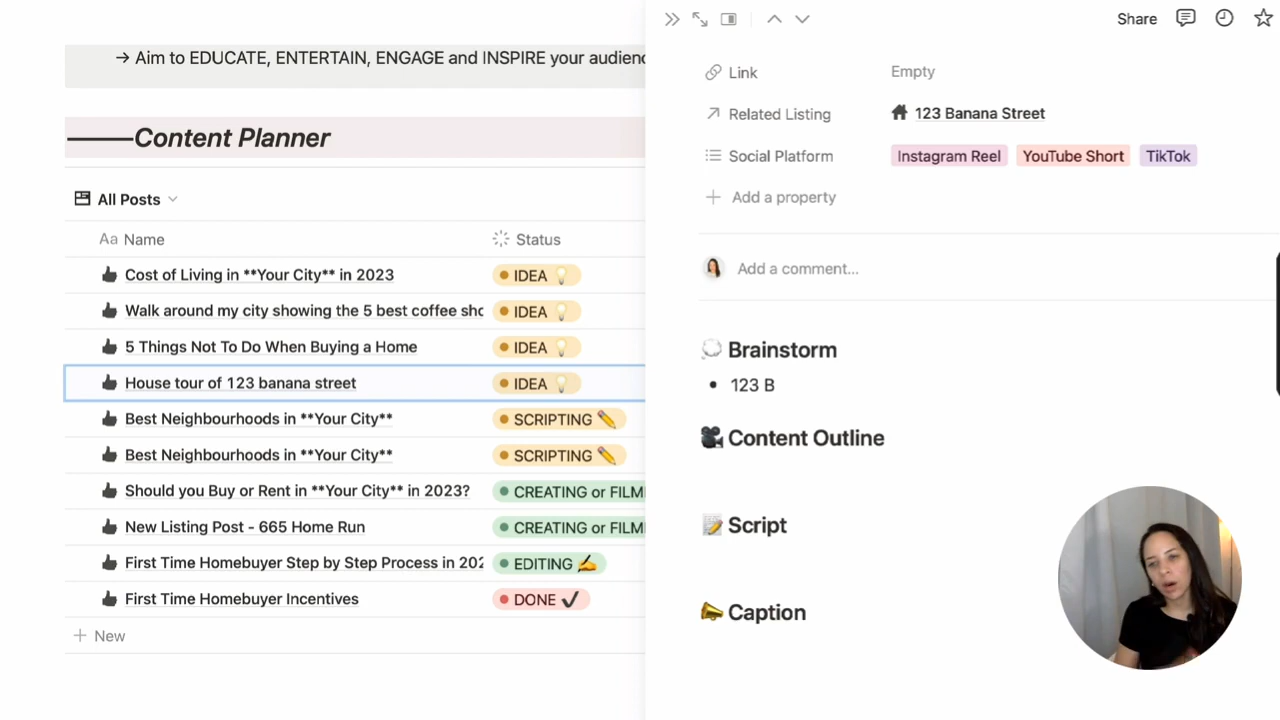 → Aim to EDUCATE, ENTERTAIN, ENGAGE and INSPIRE your
Content Planner
All Posts
Aa Name Status
Cost of Living in **Your City** in 2023 IDEA
Walk around my city showing the 5 best coffee IDEA
5 Things Not To Do When Buying a Home IDEA
House tour of 123 banana street IDEA
Best Neighbourhoods in **Your City** SCRIPTING
Best Neighbourhoods in **Your City** SCRIPTING
Should you Buy or Rent in **Your City** in 2023? CREATING or
New Listing Post - 665 Home Run CREATING or
First Time Homebuyer Step by Step Process in EDITING
First Time Homebuyer Incentives DONE
+ New
Share
Link Empty
Related Listing 123 Banana Street
Social Platform Instagram Reel YouTube Short TikTok
+ Add a property
Add a comment...
Brainstorm
• 123 B
Content Outline
Script
Caption